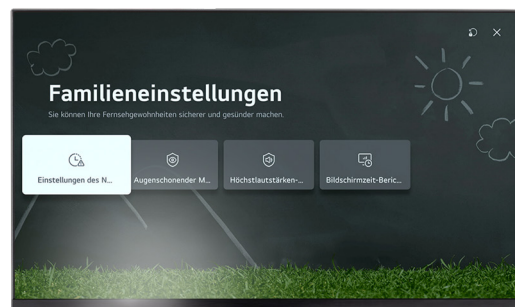 Familieneinstellungen
Sie können Ihre Fernsehgewohnheiten sicherer und gesünder machen.
Einstellungen des N...
Augenschonender M...
Höchstlautstärken-...
Bildschirmzeit-Beric...